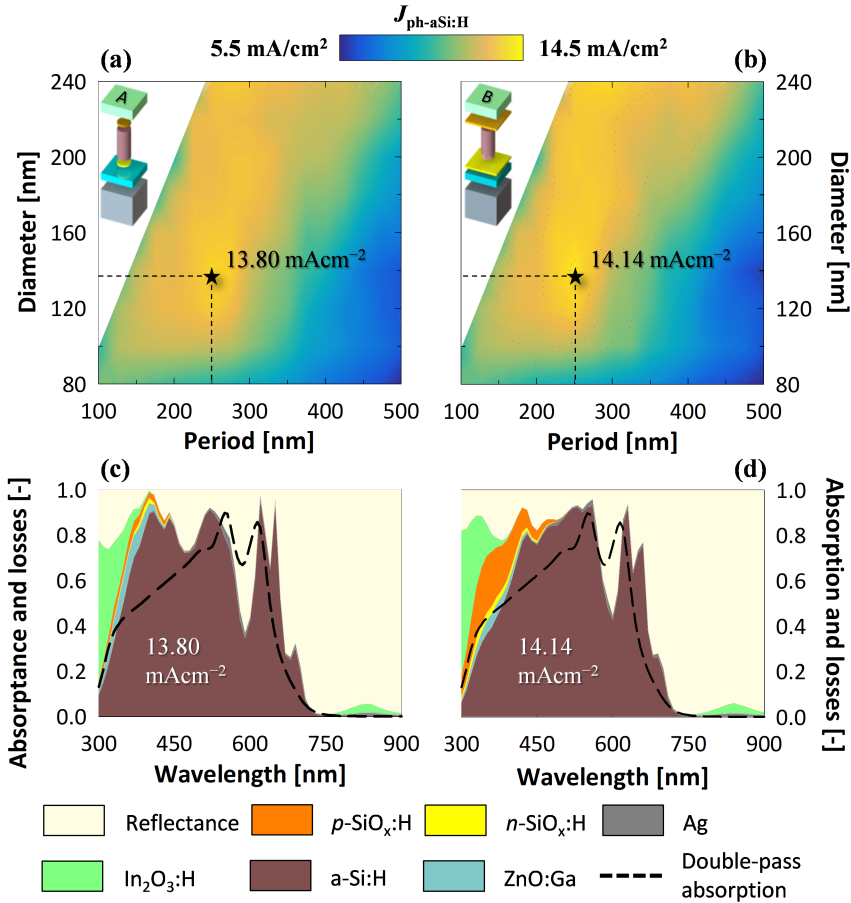 J_ph-aSi:H
5.5 mA/cm² 14.5 mA/cm²
(a) (b)
A B
240 240
200 200
160 160
120 120
80 80
Diameter [nm] Diameter [nm]
13.80 mAcm⁻² 14.14 mAcm⁻²
100 200 300 400 500 100 200 300 400 500
Period [nm] Period [nm]
(c) (d)
1.0 1.0
0.8 0.8
0.6 0.6
0.4 0.4
0.2 0.2
0.0 0.0
Absorptance and losses [-] Absorption and losses [-]
13.80 14.14
mAcm⁻² mAcm⁻²
300 450 600 750 900 300 450 600 750 900
Wavelength [nm] Wavelength [nm]
Reflectance p-SiOₓ:H n-SiOₓ:H Ag
In₂O₃:H a-Si:H ZnO:Ga Double-pass
absorption